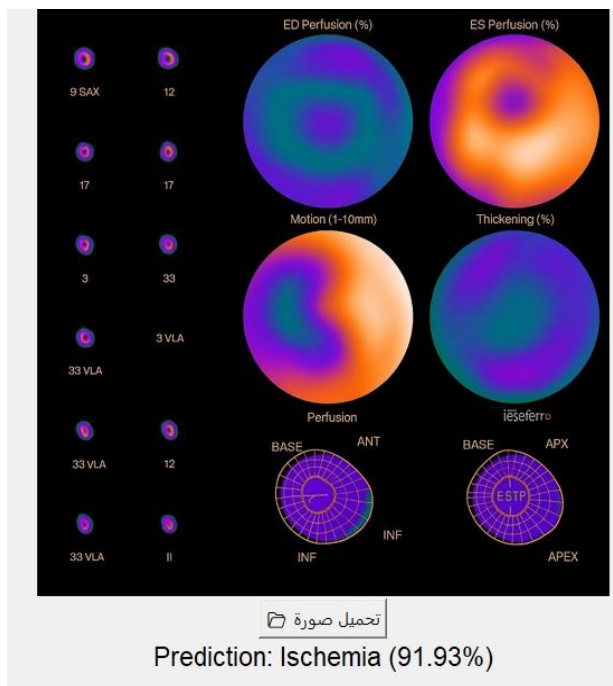 ED Perfusion (%)
ES Perfusion (%)
9 SAX
12
17
17
Motion (1-10mm)
Thickening (%)
3
33
33 VLA
3 VLA
Perfusion
ieseferro
BASE
ANT
BASE
APX
33 VLA
12
ESTP
INF
INF
APEX
33 VLA
II
تحميل صورة
Prediction: Ischemia (91.93%)